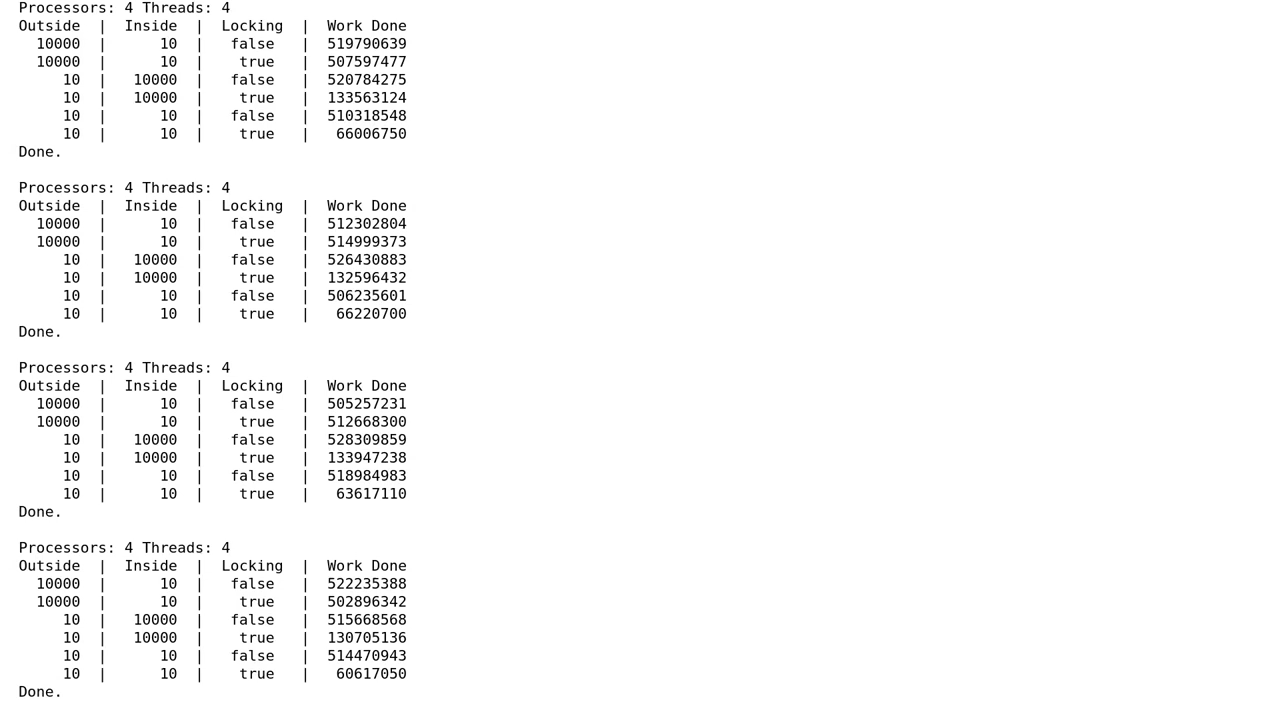 Processors: 4 Threads: 4
Outside  |  Inside  |  Locking  |  Work Done
  10000  |      10  |   false   |  519790639
  10000  |      10  |    true   |  507597477
     10  |   10000  |   false   |  520784275
     10  |   10000  |    true   |  133563124
     10  |      10  |   false   |  510318548
     10  |      10  |    true   |   66006750
Done.

Processors: 4 Threads: 4
Outside  |  Inside  |  Locking  |  Work Done
  10000  |      10  |   false   |  512302804
  10000  |      10  |    true   |  514999373
     10  |   10000  |   false   |  526430883
     10  |   10000  |    true   |  132596432
     10  |      10  |   false   |  506235601
     10  |      10  |    true   |   66220700
Done.

Processors: 4 Threads: 4
Outside  |  Inside  |  Locking  |  Work Done
  10000  |      10  |   false   |  505257231
  10000  |      10  |    true   |  512668300
     10  |   10000  |   false   |  528309859
     10  |   10000  |    true   |  133947238
     10  |      10  |   false   |  518984983
     10  |      10  |    true   |   63617110
Done.

Processors: 4 Threads: 4
Outside  |  Inside  |  Locking  |  Work Done
  10000  |      10  |   false   |  522235388
  10000  |      10  |    true   |  502896342
     10  |   10000  |   false   |  515668568
     10  |   10000  |    true   |  130705136
     10  |      10  |   false   |  514470943
     10  |      10  |    true   |   60617050
Done.